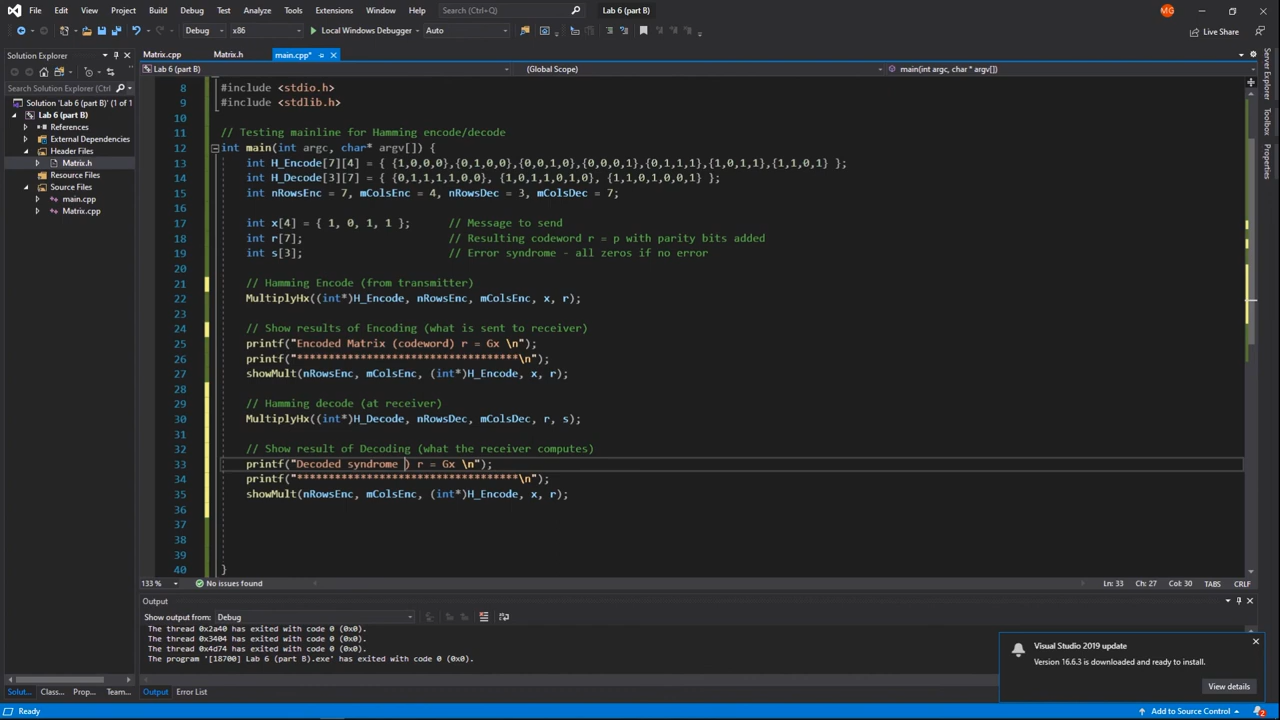 File Edit View Git Project Build Debug Test Analyze Tools Extensions Window Help Search (Ctrl+Q) Lab 6 (part B) MG
Debug x86 Local Windows Debugger Auto Live Share
Solution Explorer
Matrix.cpp Matrix.h main.cpp*
Lab 6 (part B) (Global Scope) main(int argc, char * argv[])
Search Solution Explorer (Ctrl+;)
Solution 'Lab 6 (part B)' (1 of 1
Lab 6 (part B)
References
External Dependencies
Header Files
Matrix.h
Resource Files
Source Files
main.cpp
Matrix.cpp
8 #include <stdio.h>
9 #include <stdlib.h>
10
11 // Testing mainline for Hamming encode/decode
12 int main(int argc, char* argv[]) {
13 int H_Encode[7][4] = { {1,0,0,0},{0,1,0,0},{0,0,1,0},{0,0,0,1},{0,1,1,1},{1,0,1,1},{1,1,0,1} };
14 int H_Decode[3][7] = { {0,1,1,1,1,0,0}, {1,0,1,1,0,1,0}, {1,1,0,1,0,0,1} };
15 int nRowsEnc = 7, mColsEnc = 4, nRowsDec = 3, mColsDec = 7;
16
17 int x[4] = { 1, 0, 1, 1 }; // Message to send
18 int r[7]; // Resulting codeword r = p with parity bits added
19 int s[3]; // Error syndrome - all zeros if no error
20
21 // Hamming Encode (from transmitter)
22 MultiplyHx((int*)H_Encode, nRowsEnc, mColsEnc, x, r);
23
24 // Show results of Encoding (what is sent to receiver)
25 printf("Encoded Matrix (codeword) r = Gx \n");
26 printf("***********************************\n");
27 showMult(nRowsEnc, mColsEnc, (int*)H_Encode, x, r);
28
29 // Hamming decode (at receiver)
30 MultiplyHx((int*)H_Decode, nRowsDec, mColsDec, r, s);
31
32 // Show result of Decoding (what the receiver computes)
33 printf("Decoded syndrome ) r = Gx \n");
34 printf("***********************************\n");
35 showMult(nRowsEnc, mColsEnc, (int*)H_Encode, x, r);
36
37
38
39
40 }
133 % No issues found Ln: 33 Ch: 27 Col: 30 TABS CRLF
Output
Show output from: Debug
The thread 0x2a40 has exited with code 0 (0x0).
The thread 0x3404 has exited with code 0 (0x0).
The thread 0x4d74 has exited with code 0 (0x0).
The program '[18700] Lab 6 (part B).exe' has exited with code 0 (0x0).
Solut... Class... Prop... Team... Output Error List
Server Explorer
Toolbox
Properties
Visual Studio 2019 update
Version 16.6.3 is downloaded and ready to install.
View details
Ready Add to Source Control 2